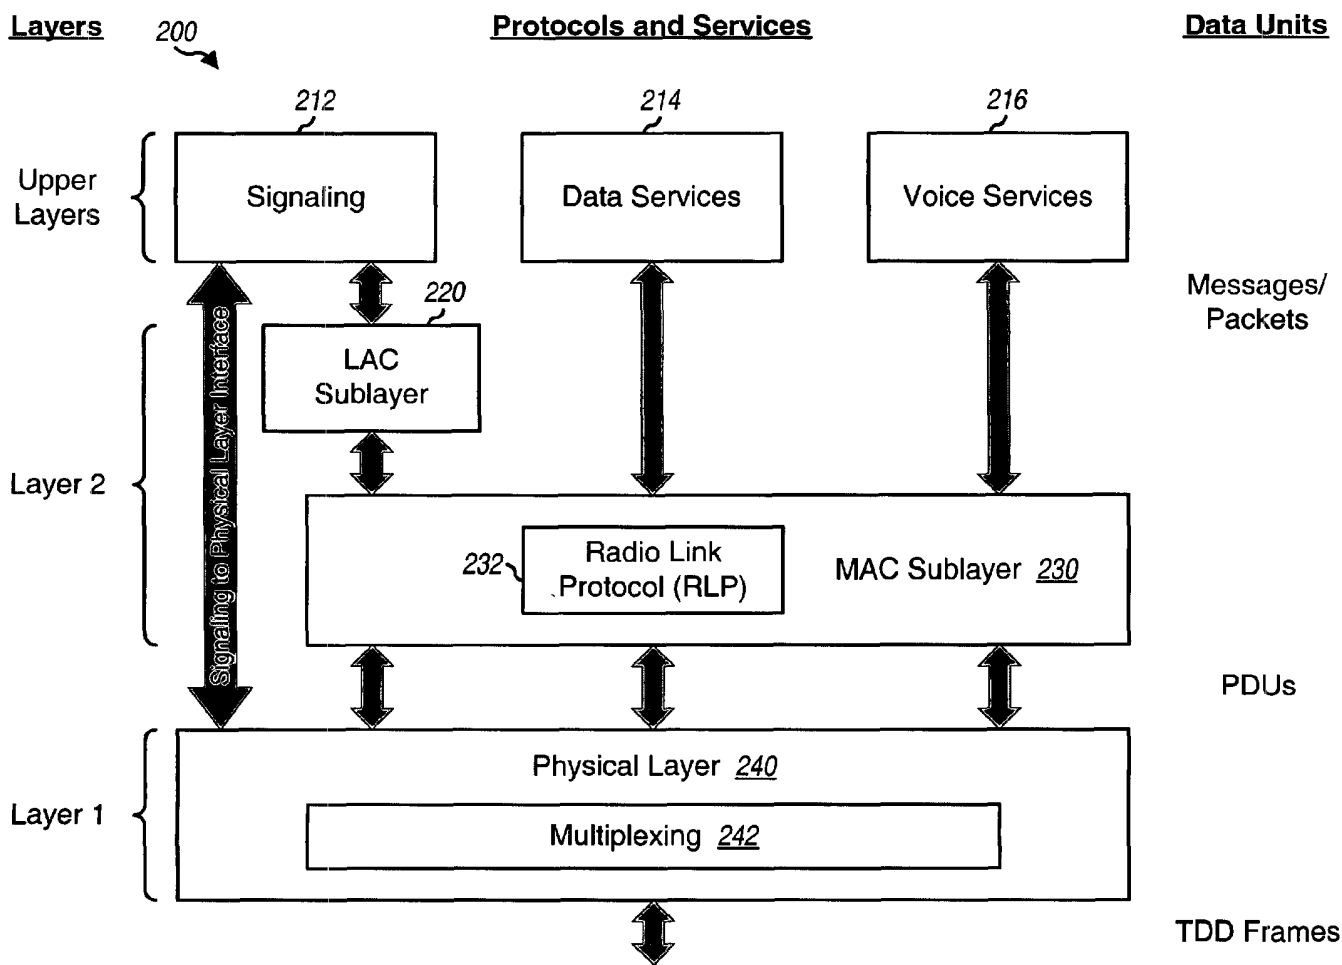 Layers
200
Protocols and Services
Data Units
212
214
216
Upper
Layers
Signaling
Data Services
Voice Services
Messages/
Packets
220
LAC
Sublayer
Signaling to Physical Layer Interface
Layer 2
232
Radio Link
Protocol (RLP)
MAC Sublayer 230
PDUs
Physical Layer 240
Layer 1
Multiplexing 242
TDD Frames